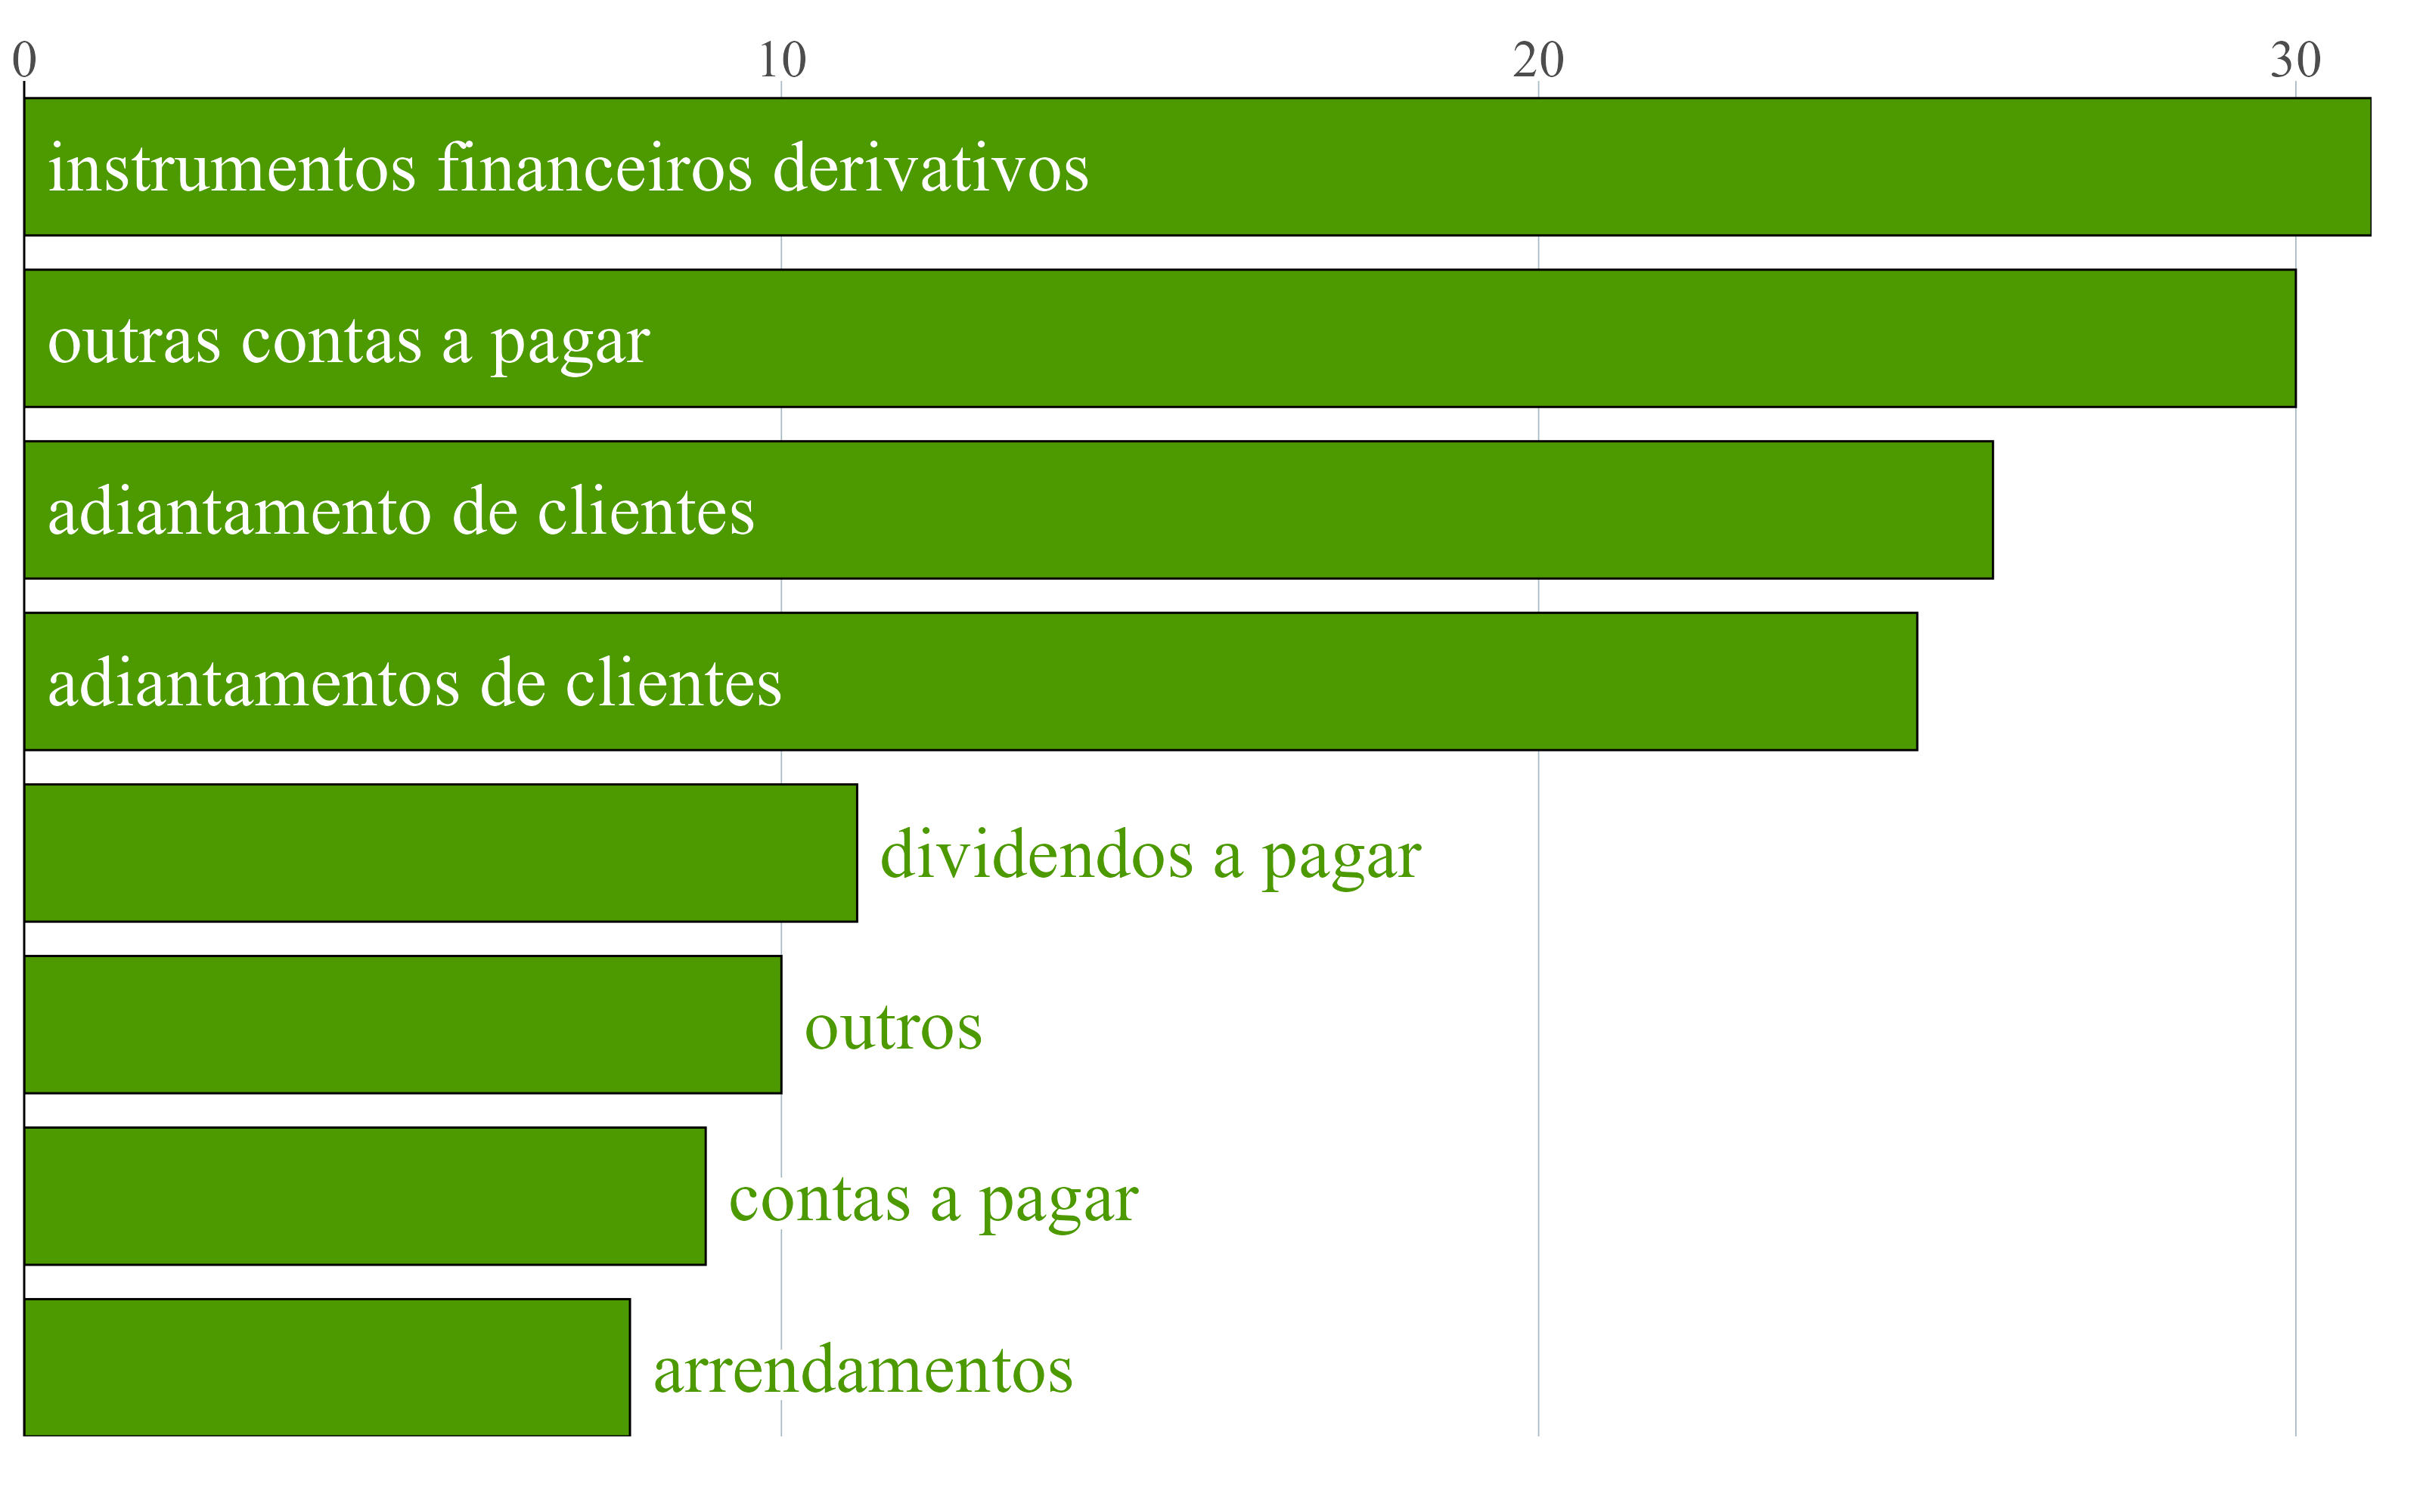 0 10 20 30
instrumentos financeiros derivativos
outras contas a pagar
adiantamento de clientes
adiantamentos de clientes
dividendos a pagar
outros
contas a pagar
arrendamentos